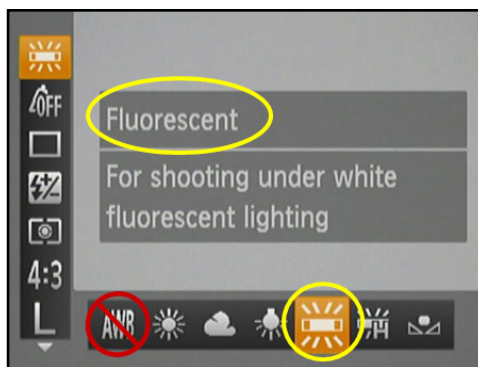 OFF
Fluorescent
For shooting under white
fluorescent lighting
4:3
L
AWB
H